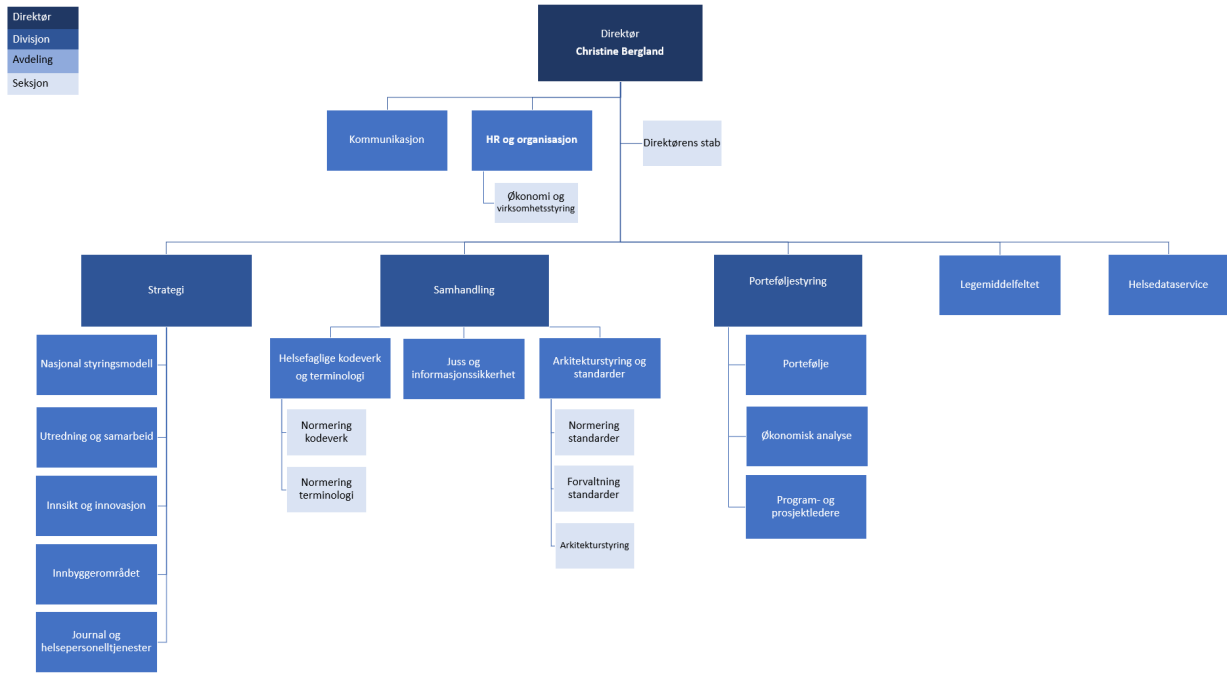 Direktør
Divisjon
Avdeling
Seksjon
Direktør
Christine Bergland
Kommunikasjon
HR og organisasjon
Direktørens stab
Økonomi og
virksomhetsstyring
Strategi
Samhandling
Porteføljestyring
Legemiddelfeltet
Helsedataservice
Nasjonal styringsmodell
Utredning og samarbeid
Innsikt og innovasjon
Innbyggerområdet
Journal og
helsepersonelltjenester
Helsefaglige kodeverk
og terminologi
Normering
kodeverk
Normering
terminologi
Juss og
informasjonssikkerhet
Arkitekturstyring og
standarder
Normering
standarder
Forvaltning
standarder
Arkitekturstyring
Portefølje
Økonomisk analyse
Program- og
prosjektledere